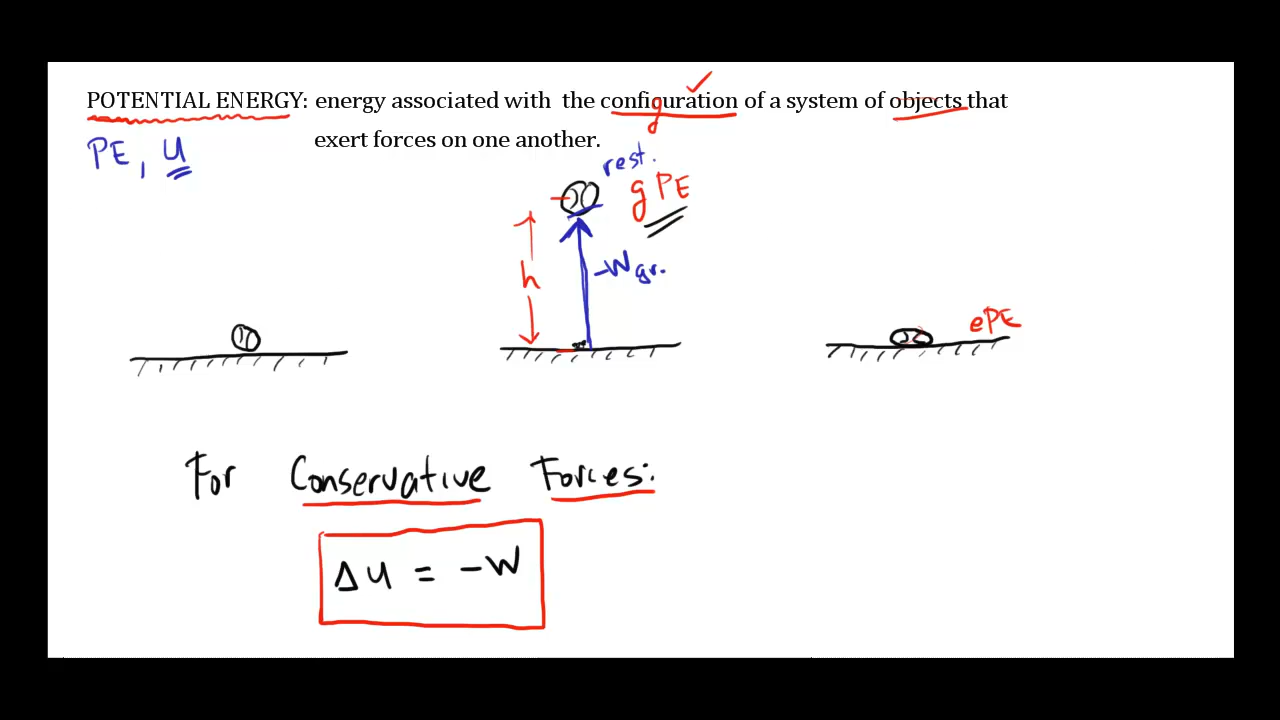 POTENTIAL ENERGY: energy associated with the configuration of a system of objects that
exert forces on one another.
PE, U
rest.
gPE
h
-W gr.
ePE
For Conservative Forces:
ΔU = -W